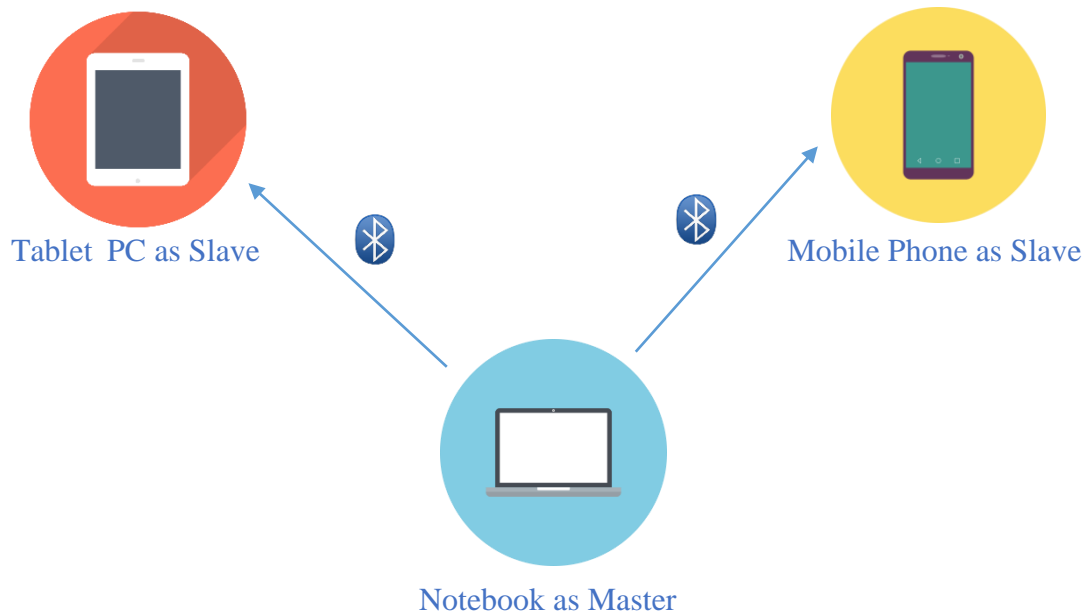 Tablet PC as Slave
Mobile Phone as Slave
Notebook as Master